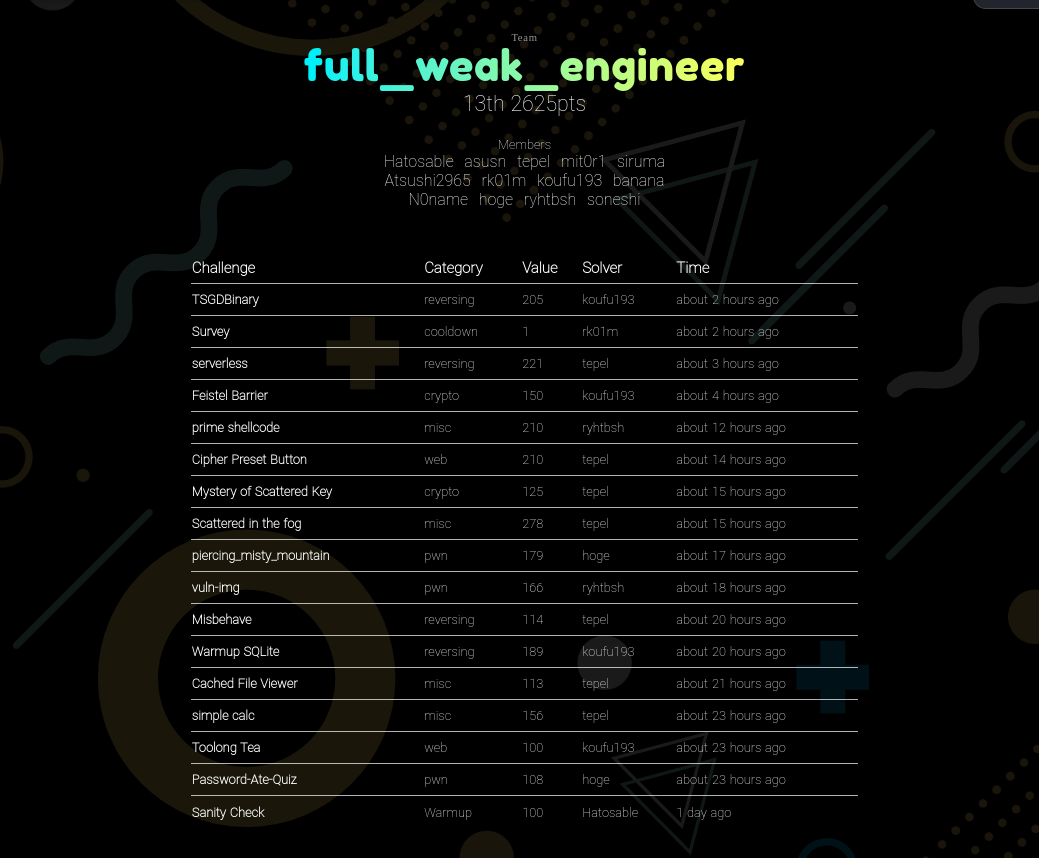 Team
full_weak_engineer
13th 2625pts
Members
Hatosable asusn tepel mit0r1 siruma
Atsushi2965 rk01m koufu193 banana
N0name hoge ryhtbsh soneshi
Challenge Category Value Solver Time
TSGDBinary reversing 205 koufu193 about 2 hours ago
Survey cooldown 1 rk01m about 2 hours ago
serverless reversing 221 tepel about 3 hours ago
Feistel Barrier crypto 150 koufu193 about 4 hours ago
prime shellcode misc 210 ryhtbsh about 12 hours ago
Cipher Preset Button web 210 tepel about 14 hours ago
Mystery of Scattered Key crypto 125 tepel about 15 hours ago
Scattered in the fog misc 278 tepel about 15 hours ago
piercing_misty_mountain pwn 179 hoge about 17 hours ago
vuln-img pwn 166 ryhtbsh about 18 hours ago
Misbehave reversing 114 tepel about 20 hours ago
Warmup SQLite reversing 189 koufu193 about 20 hours ago
Cached File Viewer misc 113 tepel about 21 hours ago
simple calc misc 156 tepel about 23 hours ago
Toolong Tea web 100 koufu193 about 23 hours ago
Password-Ate-Quiz pwn 108 hoge about 23 hours ago
Sanity Check Warmup 100 Hatosable 1 day ago